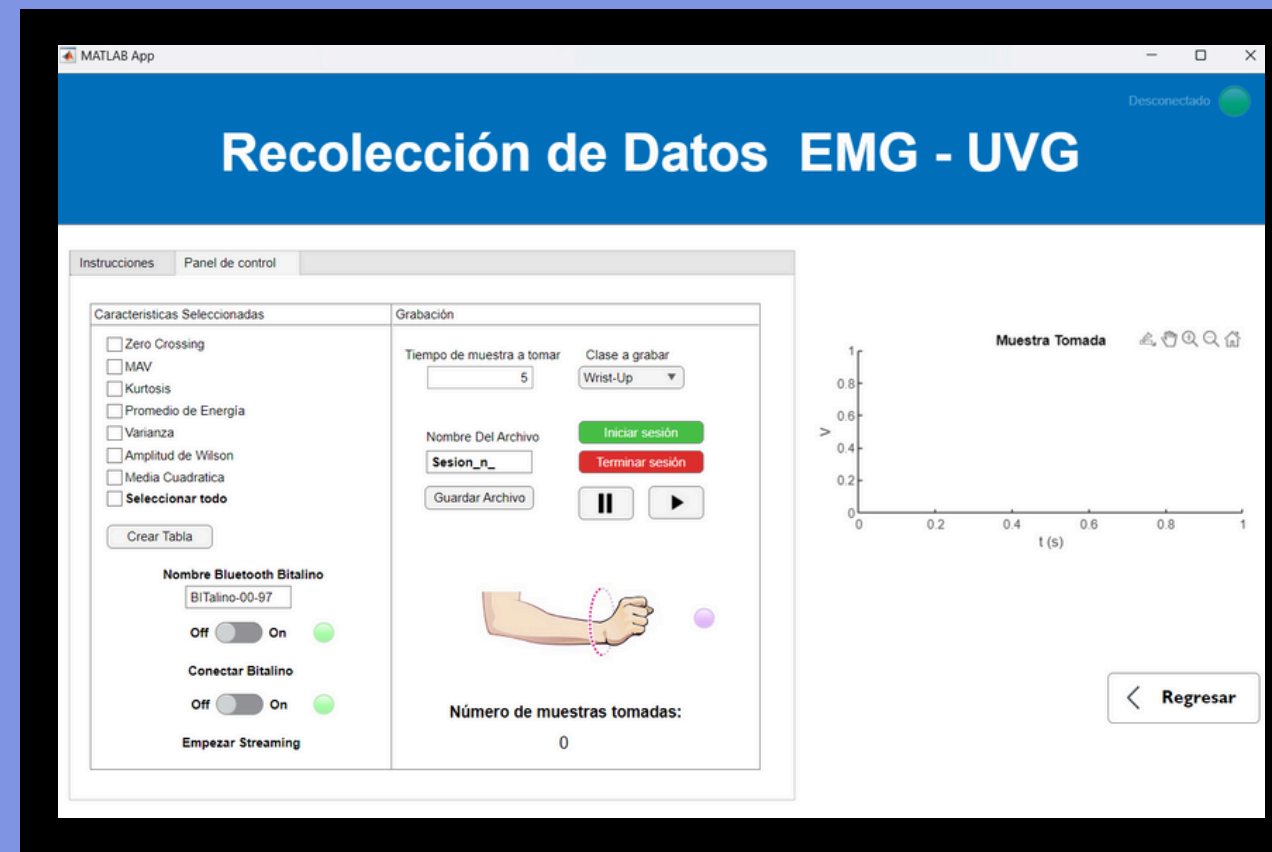 MATLAB App
Desconectado
Recolección de Datos  EMG - UVG
Instrucciones
Panel de control
Caracteristicas Seleccionadas
Zero Crossing
MAV
Kurtosis
Promedio de Energía
Varianza
Amplitud de Wilson
Media Cuadratica
Seleccionar todo
Crear Tabla
Nombre Bluetooth Bitalino
BITalino-00-97
Off On
Conectar Bitalino
Off On
Empezar Streaming
Grabación
Tiempo de muestra a tomar
5
Clase a grabar
Wrist-Up
Nombre Del Archivo
Sesion_n_
Guardar Archivo
Iniciar sesión
Terminar sesión
Número de muestras tomadas:
0
Muestra Tomada
1
0.8
0.6
V
0.4
0.2
0
0 0.2 0.4 0.6 0.8 1
t (s)
Regresar